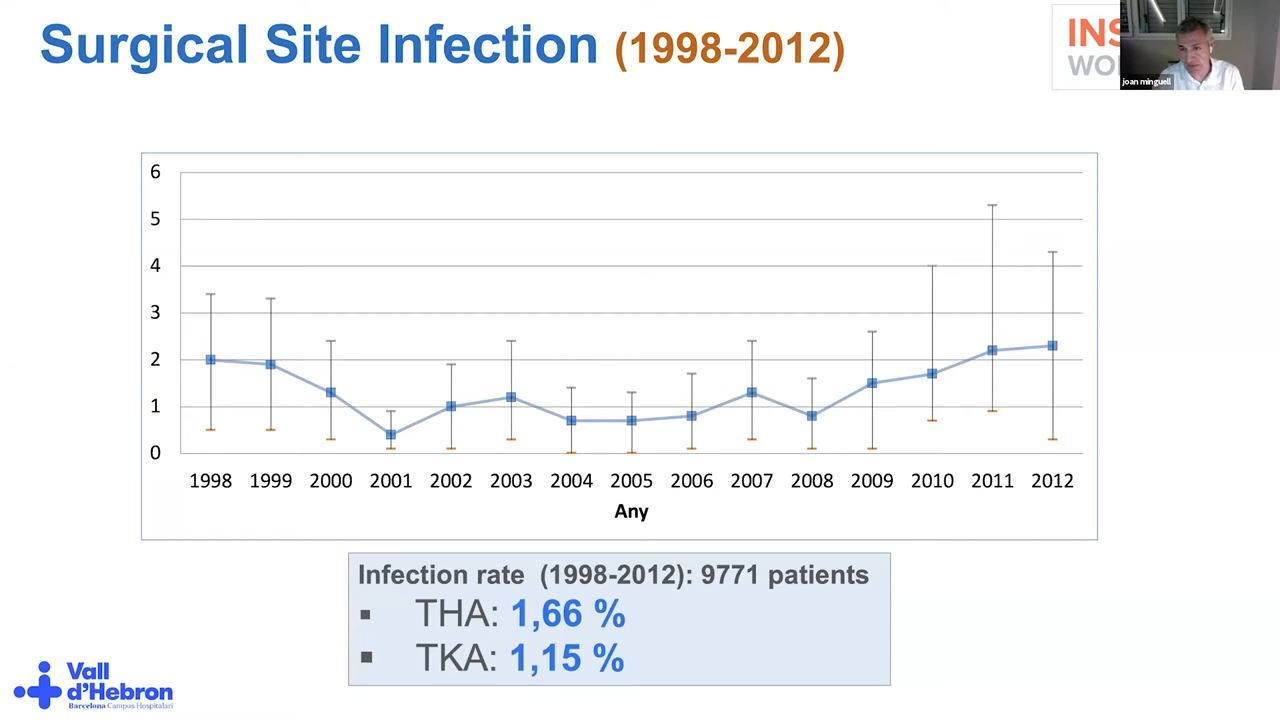 Surgical Site Infection (1998-2012)
INS
WO
joan minguell
6
5
4
3
2
1
0
1998 1999 2000 2001 2002 2003 2004 2005 2006 2007 2008 2009 2010 2011 2012
Any
Infection rate (1998-2012): 9771 patients
▪ THA: 1,66 %
▪ TKA: 1,15 %
Vall
d'Hebron
Barcelona Campus Hospitalari